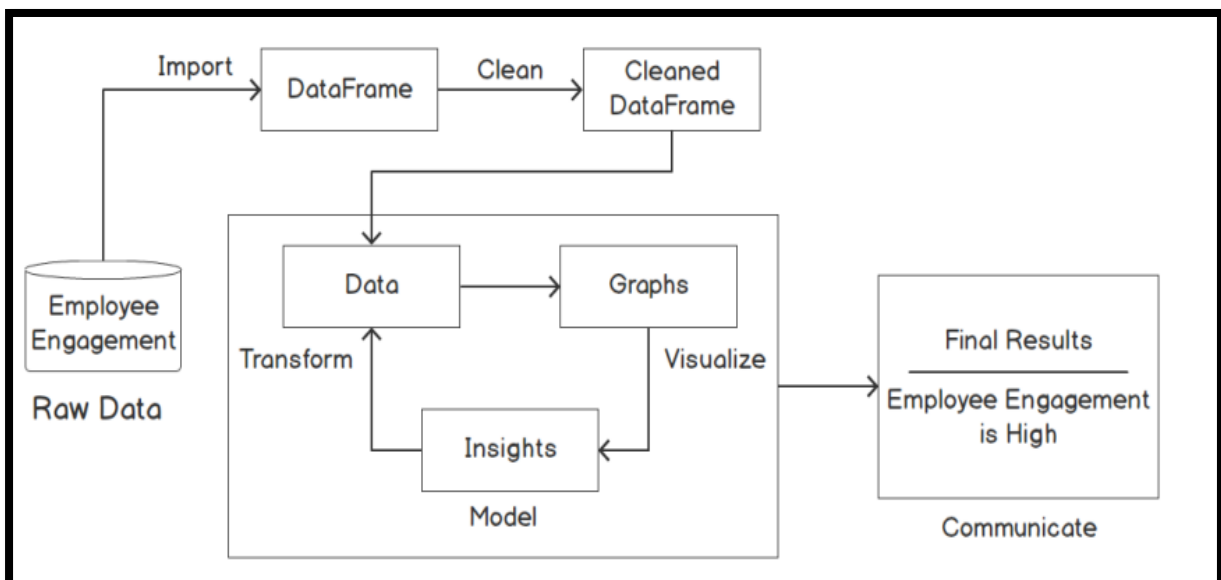 Import
DataFrame
Clean
Cleaned
DataFrame
Employee
Engagement
Raw Data
Data
Graphs
Transform
Visualize
Insights
Model
Final Results
Employee Engagement
is High
Communicate